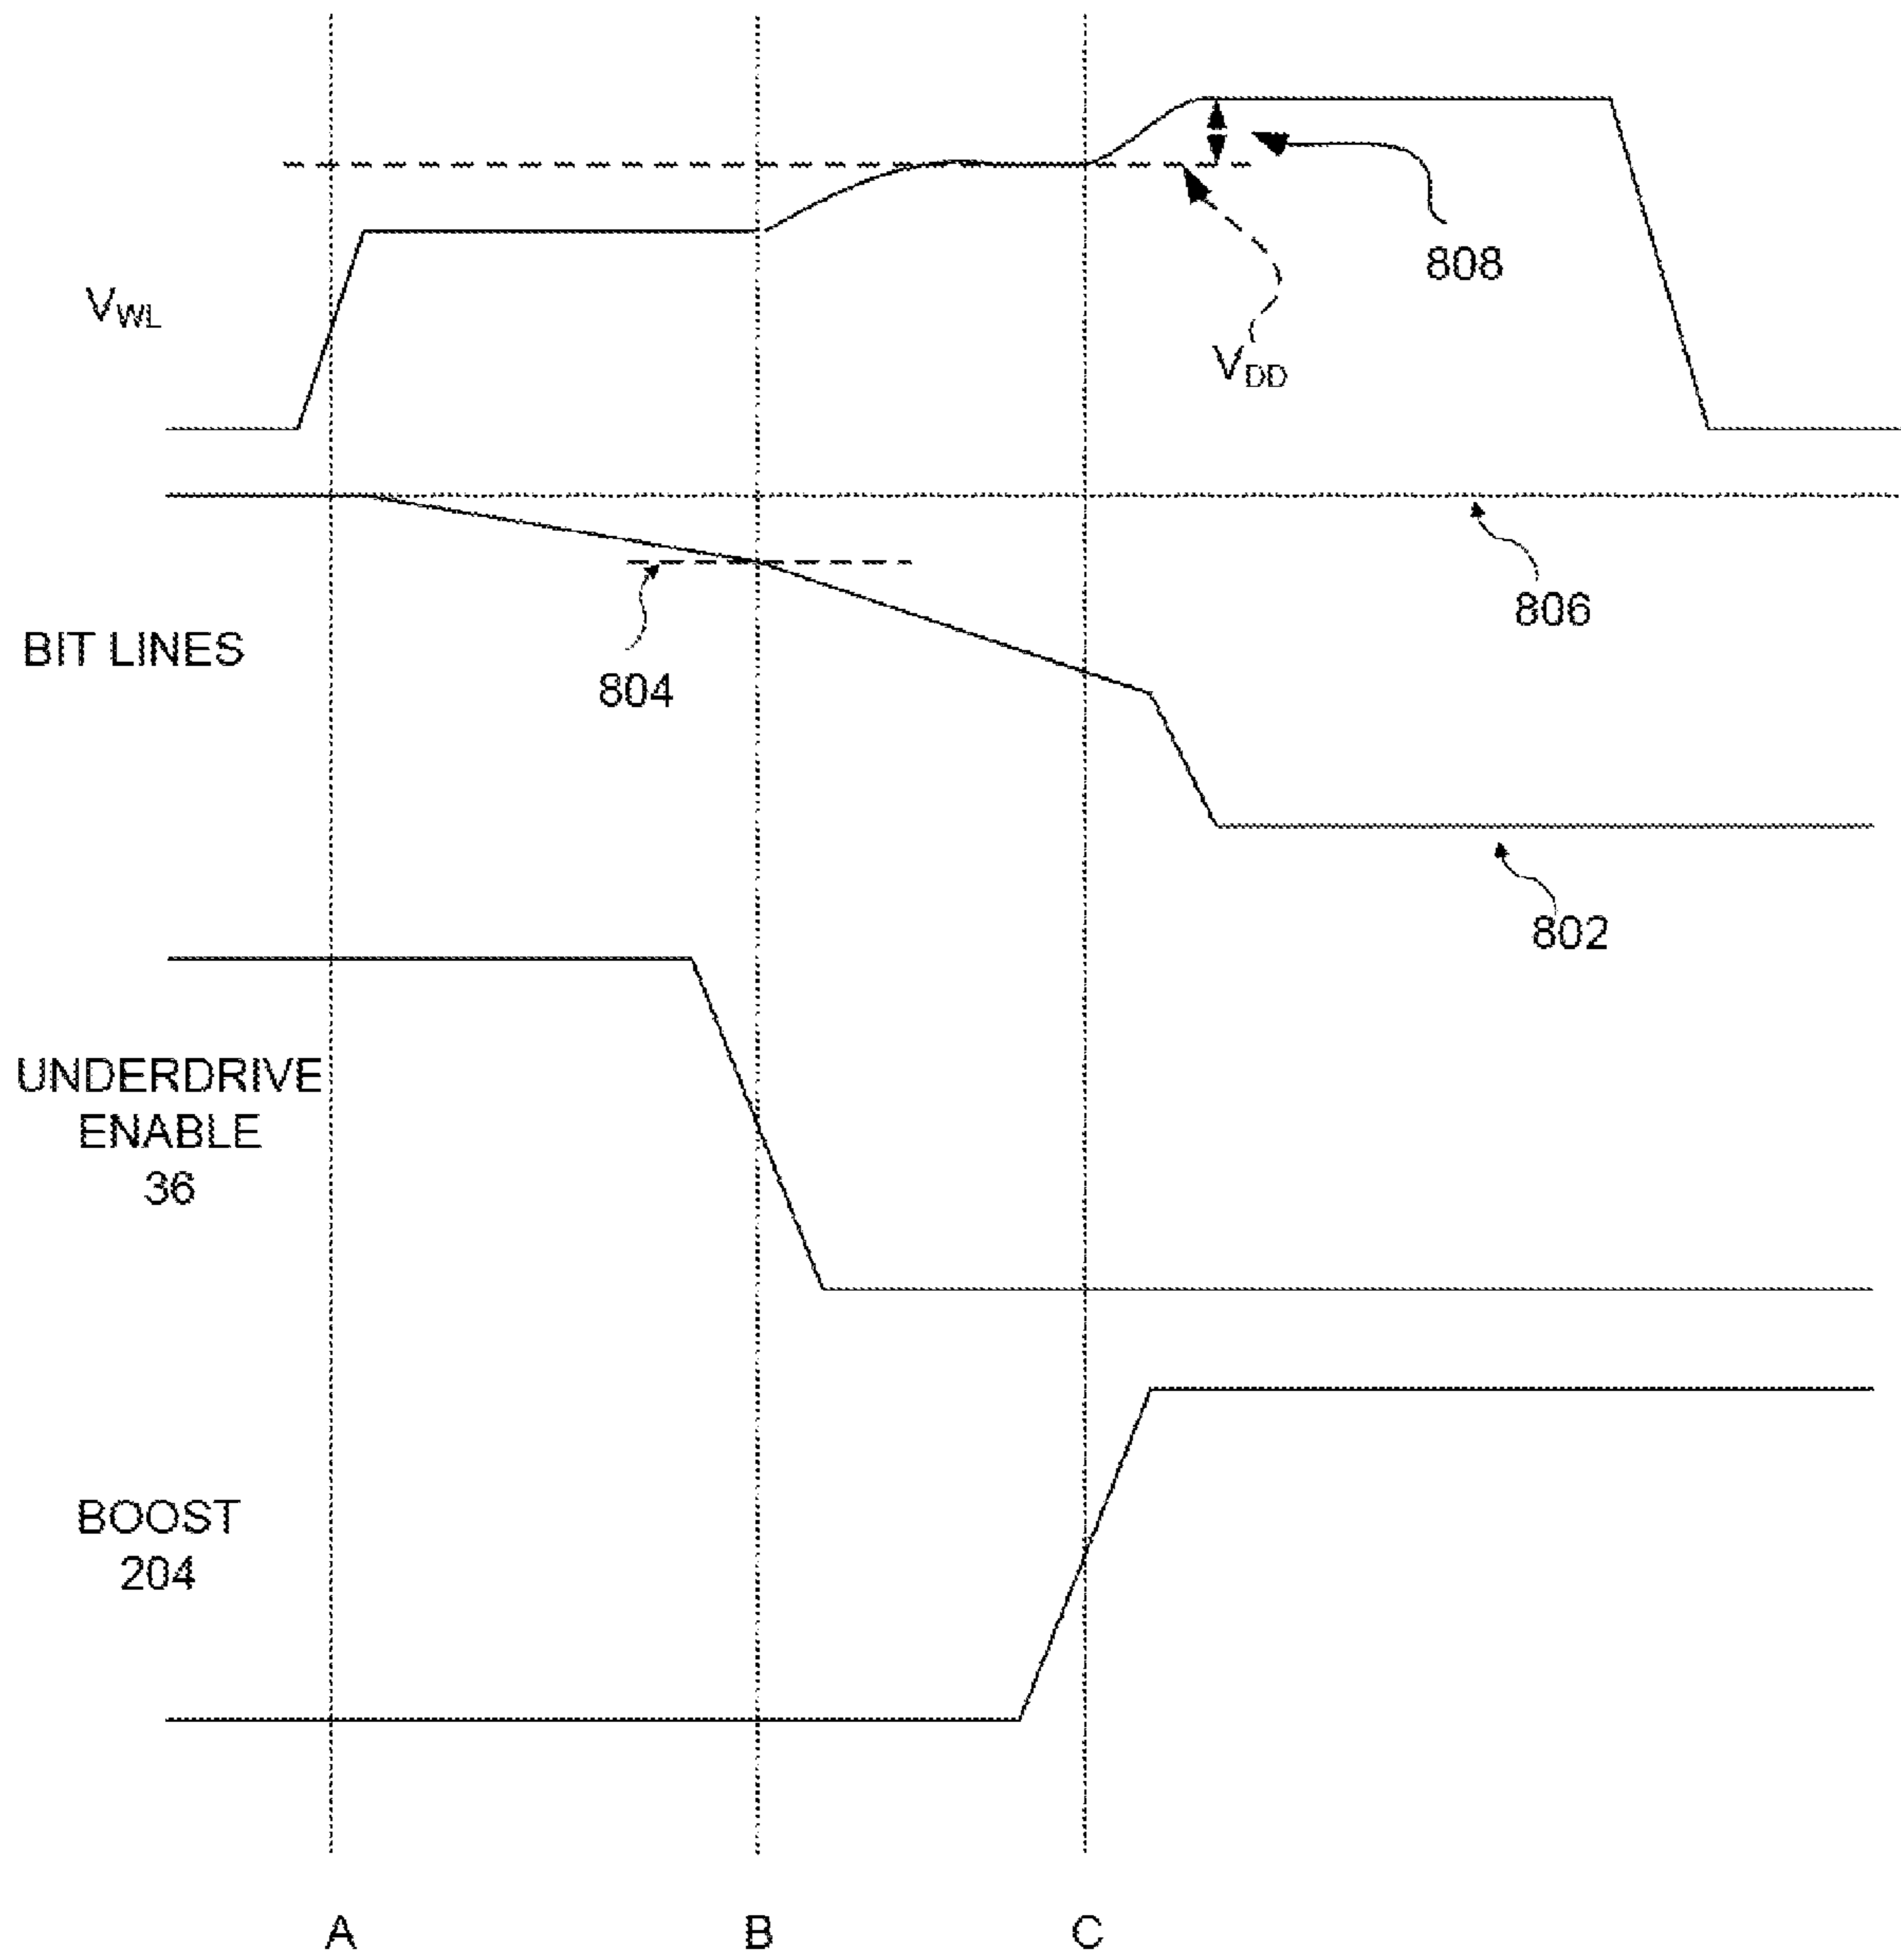 808
V_WL
V_DD
806
BIT LINES
804
802
UNDERDRIVE
ENABLE
36
BOOST
204
A B C